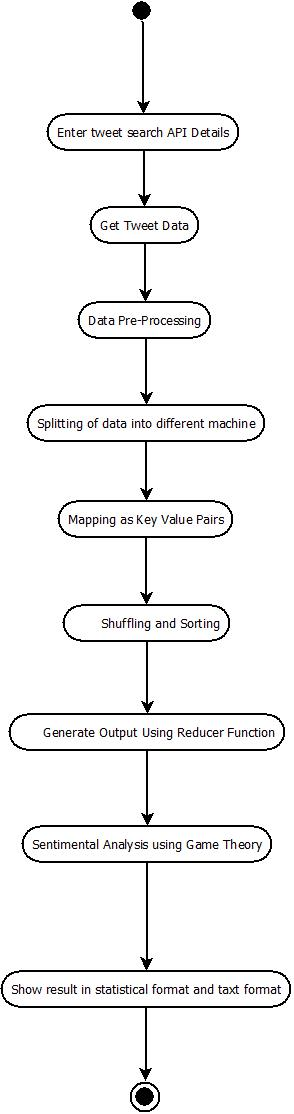 Enter tweet search API Details
Get Tweet Data
Data Pre-Processing
Splitting of data into different machine
Mapping as Key Value Pairs
Shuffling and Sorting
Generate Output Using Reducer Function
Sentimental Analysis using Game Theory
Show result in statistical format and taxt format